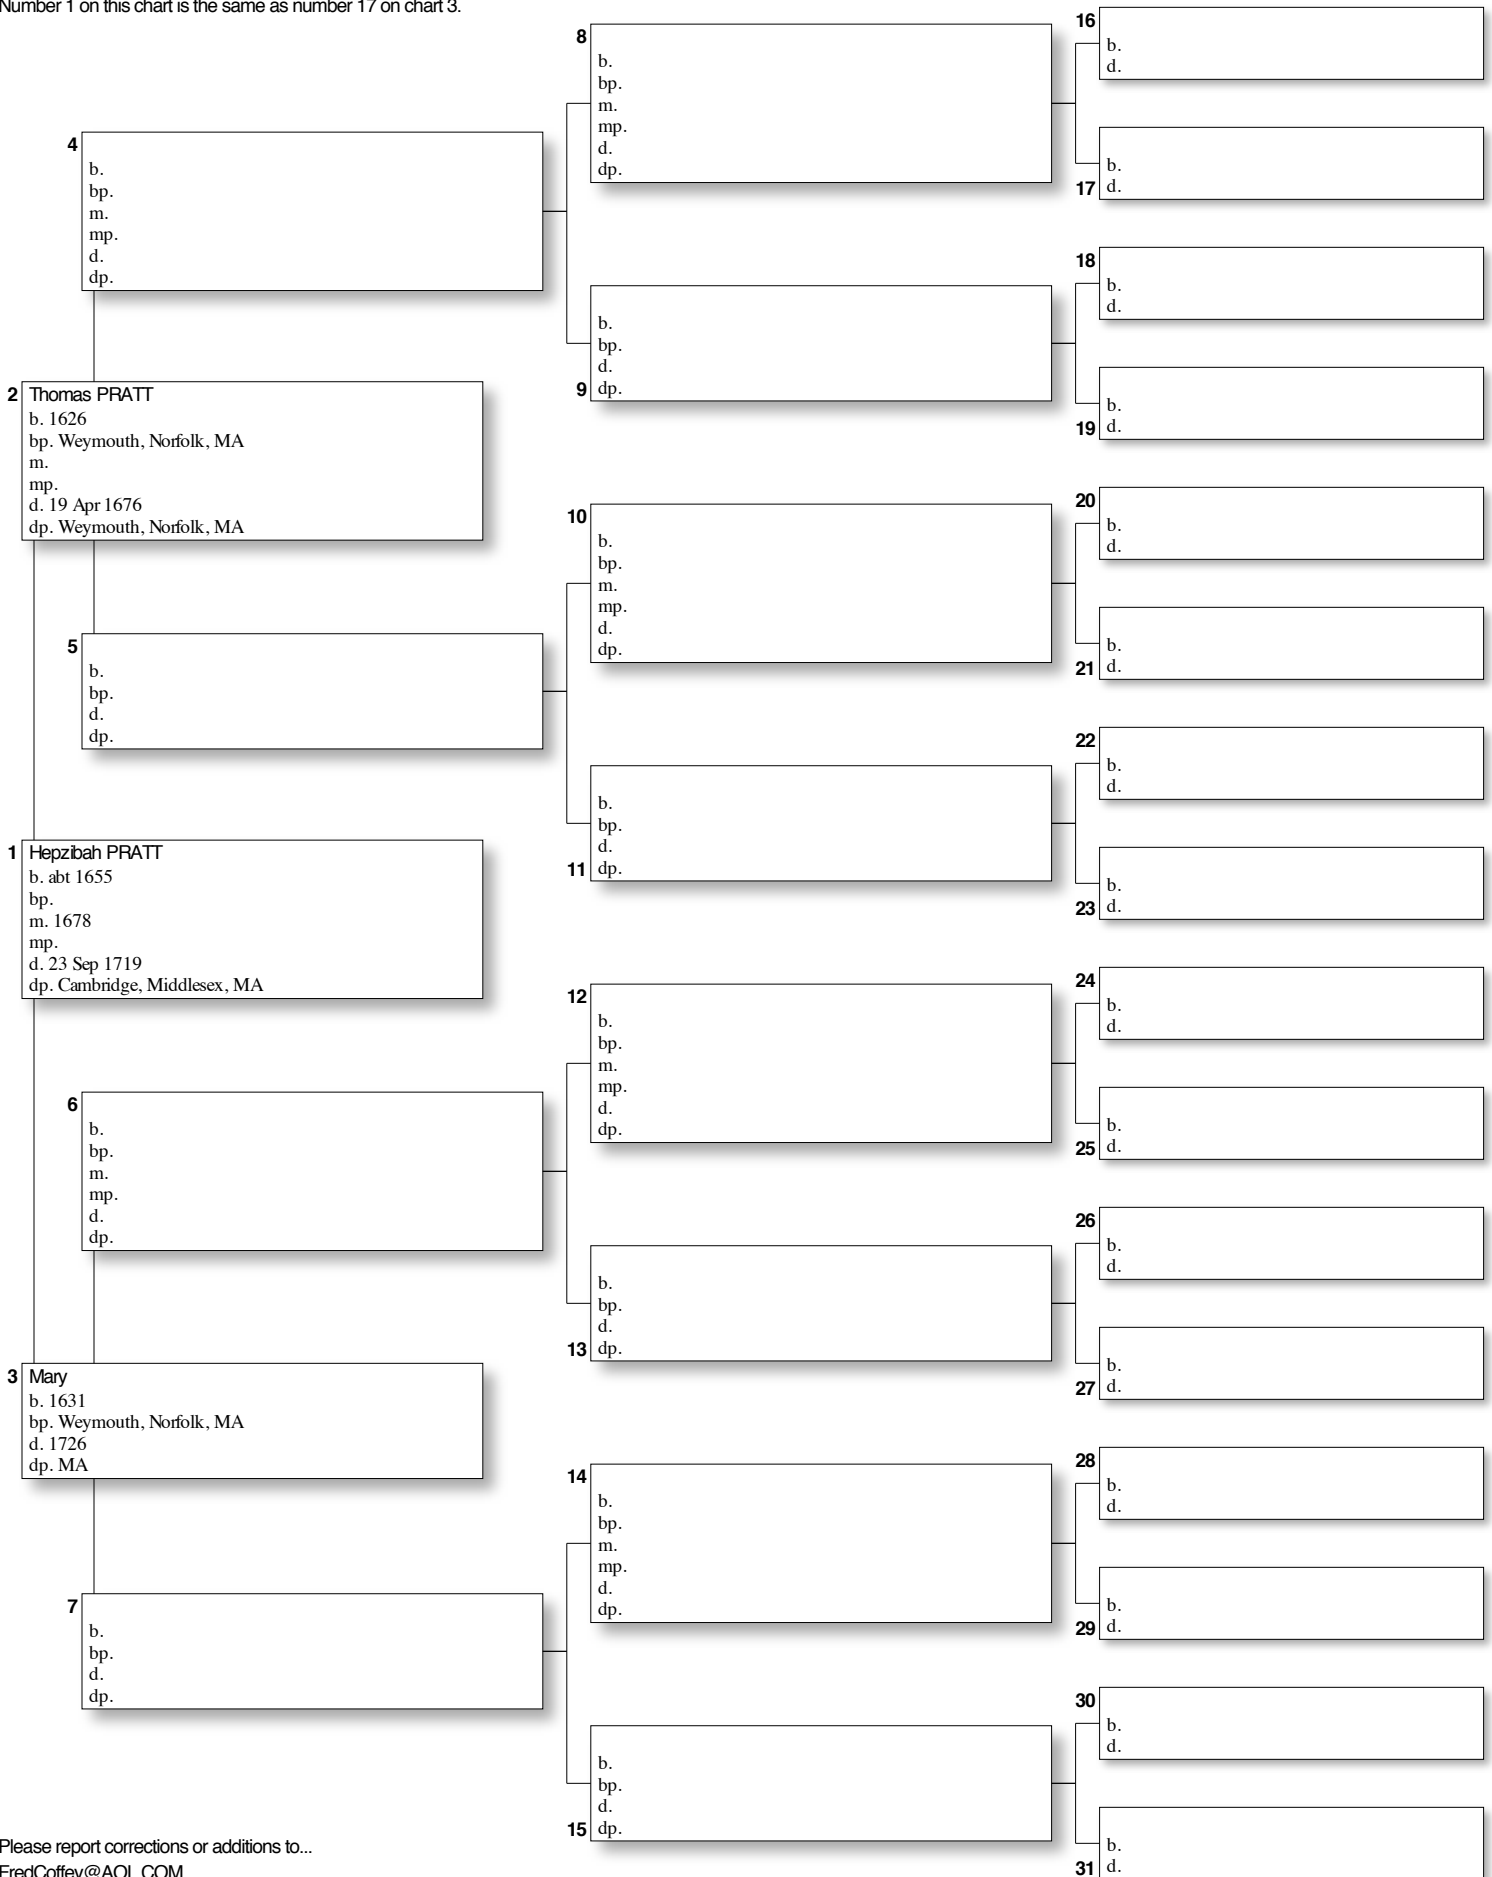 Number 1 on this chart is the same as number 17 on chart 3.
4
b.
bp.
m.
mp.
d.
dp.
2 Thomas PRATT
b. 1626
bp. Weymouth, Norfolk, MA
m.
mp.
d. 19 Apr 1676
dp. Weymouth, Norfolk, MA
5
b.
bp.
d.
dp.
1 Hepzibah PRATT
b. abt 1655
bp.
m. 1678
mp.
d. 23 Sep 1719
dp. Cambridge, Middlesex, MA
6
b.
bp.
m.
mp.
d.
dp.
3 Mary
b. 1631
bp. Weymouth, Norfolk, MA
d. 1726
dp. MA
7
b.
bp.
d.
dp.
8
b.
bp.
m.
mp.
d.
dp.
b.
bp.
d.
9 dp.
10
b.
bp.
m.
mp.
d.
dp.
b.
bp.
d.
11 dp.
12
b.
bp.
m.
mp.
d.
dp.
b.
bp.
d.
13 dp.
14
b.
bp.
m.
mp.
d.
dp.
b.
bp.
d.
15 dp.
16
b.
d.
b.
17 d.
18
b.
d.
b.
19 d.
20
b.
d.
b.
21 d.
22
b.
d.
b.
23 d.
24
b.
d.
b.
25 d.
26
b.
d.
b.
27 d.
28
b.
d.
b.
29 d.
30
b.
d.
b.
31 d.
Please report corrections or additions to...
FredCoffey@AOL.COM